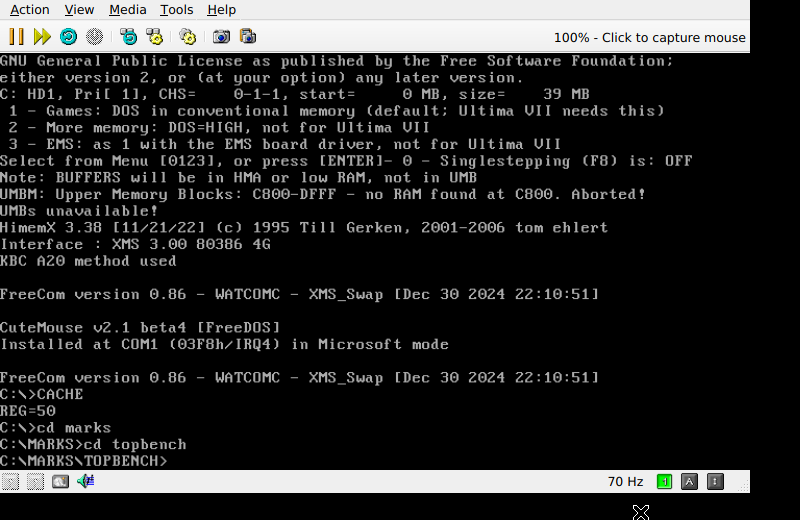 Action View Media Tools Help
100% - Click to capture mouse
GNU General Public License as published by the Free Software Foundation;
either version 2, or (at your option) any later version.
C: HD1, Pri[ 1], CHS=    0-1-1, start=     0 MB, size=    39 MB
 1 - Games: DOS in conventional memory (default; Ultima VII needs this)
 2 - More memory: DOS=HIGH, not for Ultima VII
 3 - EMS: as 1 with the EMS board driver, not for Ultima VII
Select from Menu [0123], or press [ENTER]- 0 - Singlestepping (F8) is: OFF
Note: BUFFERS will be in HMA or low RAM, not in UMB
UMBM: Upper Memory Blocks: C800-DFFF - no RAM found at C800. Aborted!
UMBs unavailable!
HimemX 3.38 [11/21/22] (c) 1995 Till Gerken, 2001-2006 tom ehlert
Interface : XMS 3.00 80386 4G
KBC A20 method used
FreeCom version 0.86 - WATCOMC - XMS_Swap [Dec 30 2024 22:10:51]
CuteMouse v2.1 beta4 [FreeDOS]
Installed at COM1 (03F8h/IRQ4) in Microsoft mode
FreeCom version 0.86 - WATCOMC - XMS_Swap [Dec 30 2024 22:10:51]
C:\>CACHE
REG=50
C:\>cd marks
C:\MARKS>cd topbench
C:\MARKS\TOPBENCH>
70 Hz A